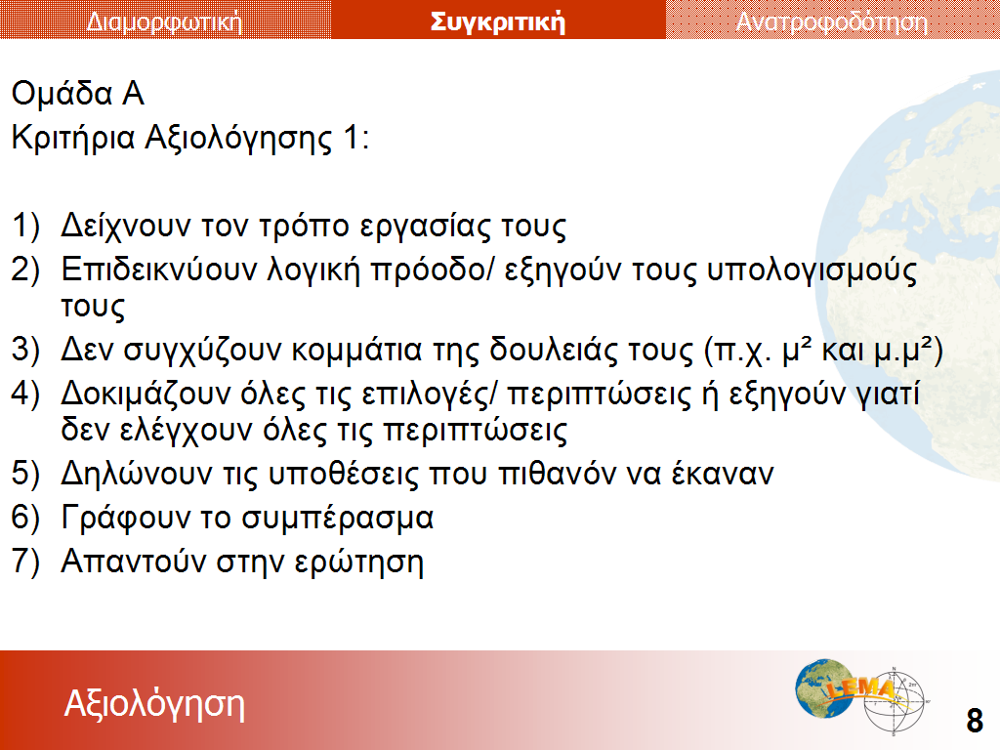 Διαμορφωτική Συγκριτική Ανατροφοδότηση
Ομάδα Α
Κριτήρια Αξιολόγησης 1:
1) Δείχνουν τον τρόπο εργασίας τους
2) Επιδεικνύουν λογική πρόοδο/ εξηγούν τους υπολογισμούς
τους
3) Δεν συγχύζουν κομμάτια της δουλειάς τους (π.χ. μ² και μ.μ²)
4) Δοκιμάζουν όλες τις επιλογές/ περιπτώσεις ή εξηγούν γιατί
δεν ελέγχουν όλες τις περιπτώσεις
5) Δηλώνουν τις υποθέσεις που πιθανόν να έκαναν
6) Γράφουν το συμπέρασμα
7) Απαντούν στην ερώτηση
Αξιολόγηση
LEMA
8